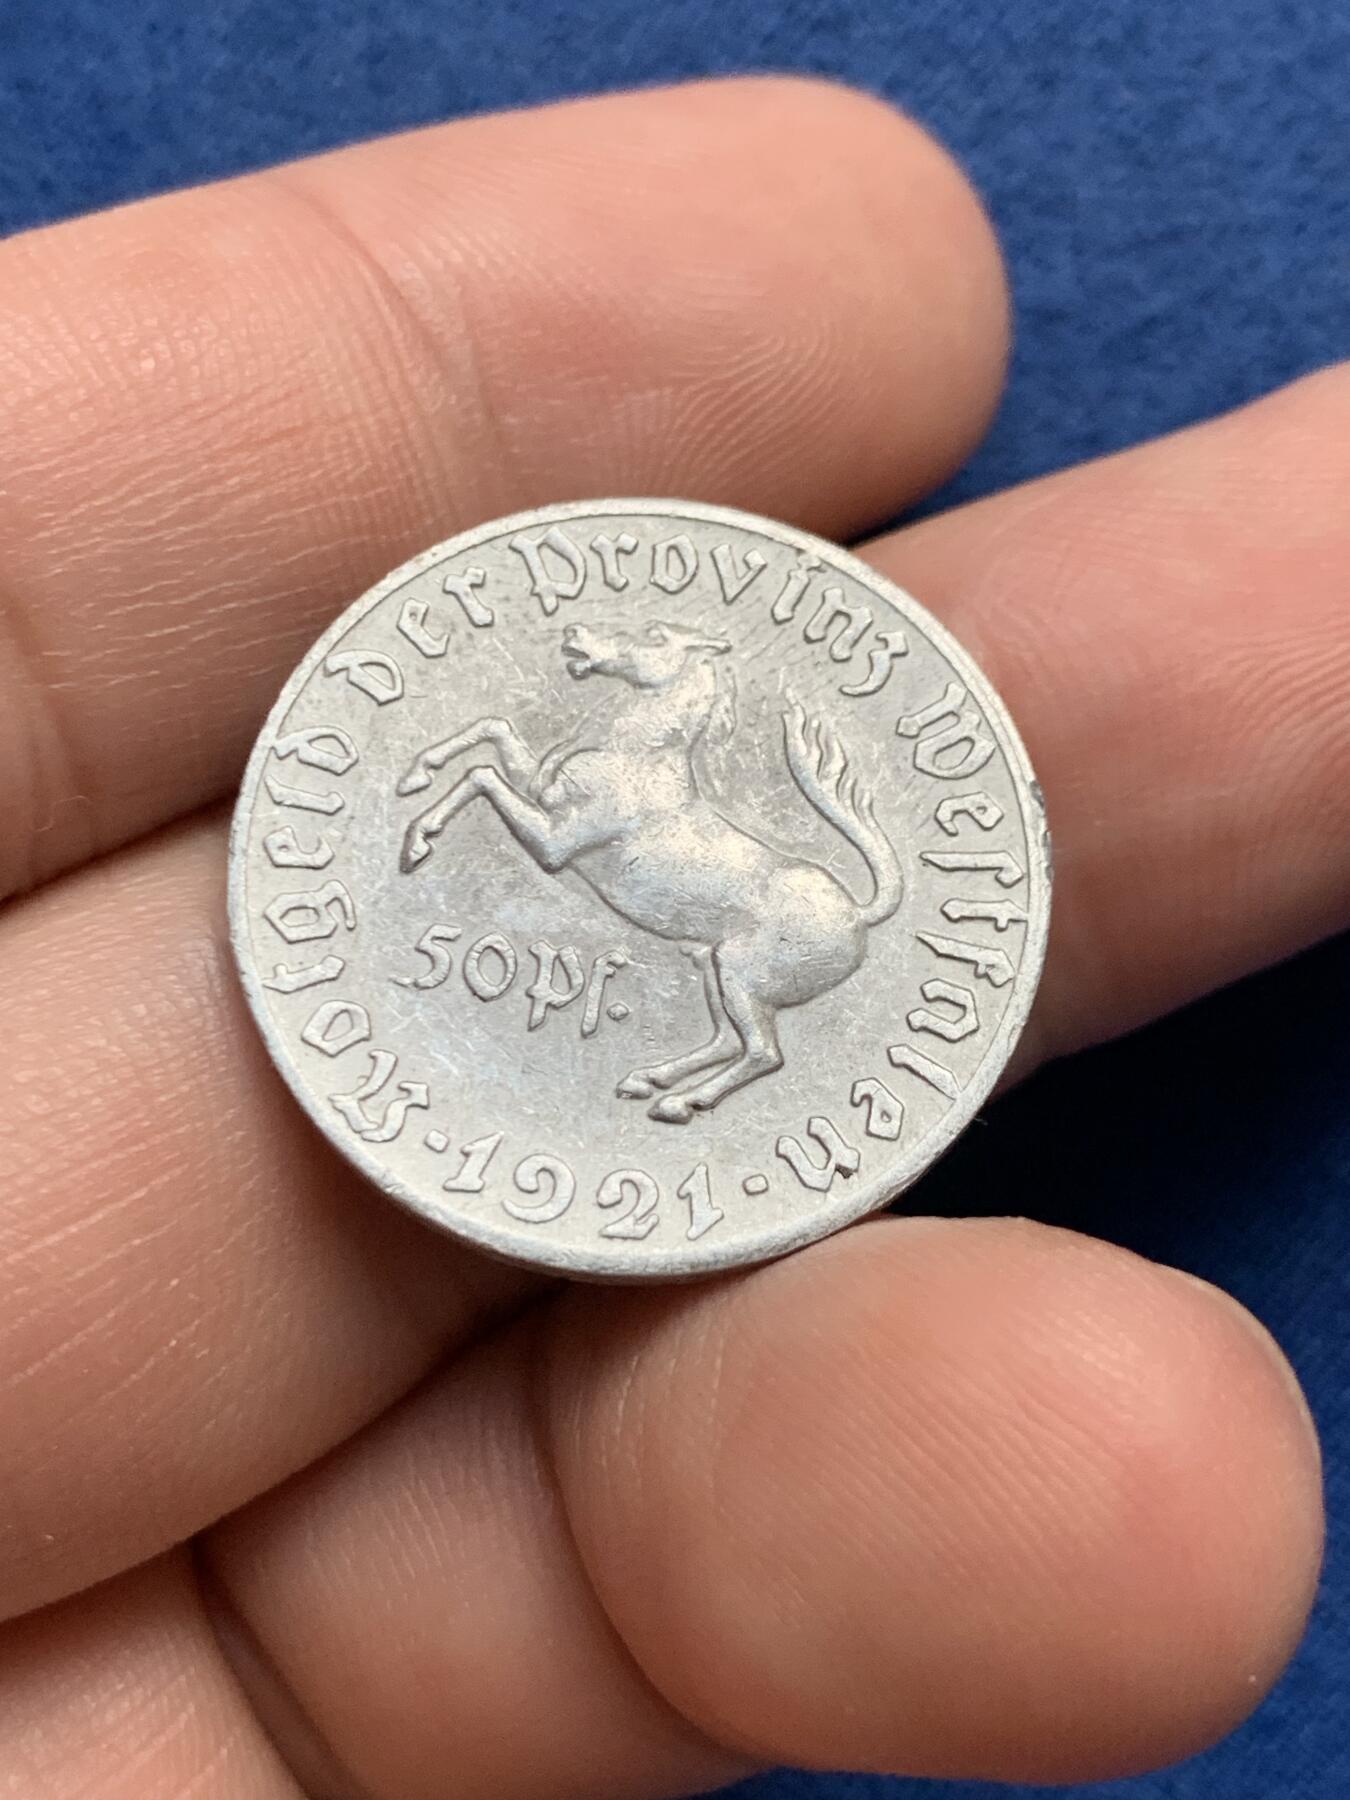 Notgeld der Provinz Westfalen
· 1921 ·
50 Pf.